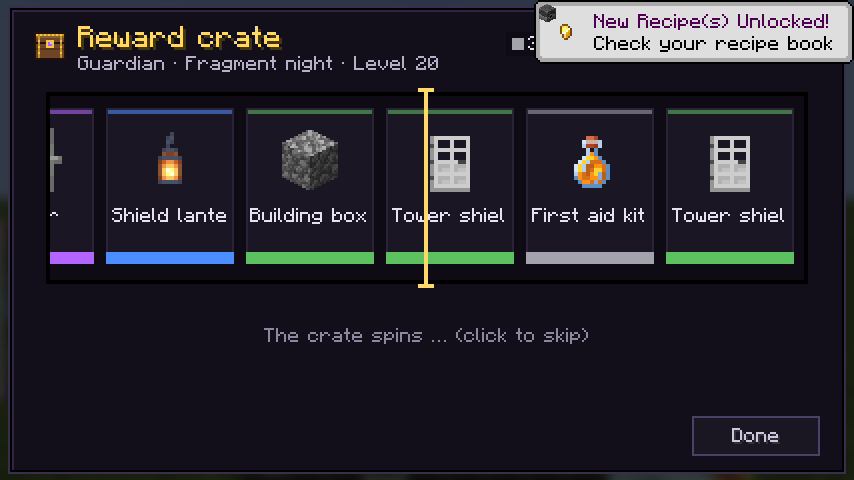 Reward crate
Guardian · Fragment night · Level 20
New Recipe(s) Unlocked!
Check your recipe book
Shield lante
Building box
Tower shiel
First aid kit
Tower shiel
The crate spins ... (click to skip)
Done